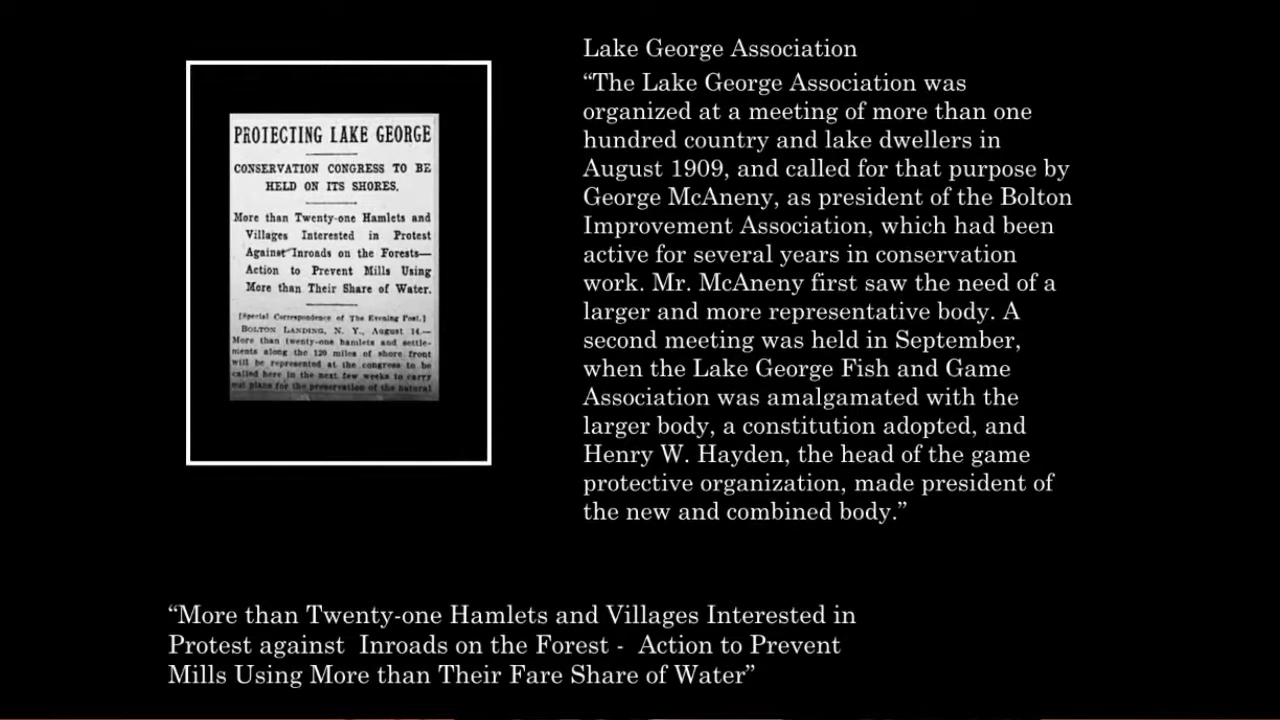 PROTECTING LAKE GEORGE
CONSERVATION CONGRESS TO BE
HELD ON ITS SHORES.
More than Twenty-one Hamlets and
Villages Interested in Protest
Against Inroads on the Forests—
Action to Prevent Mills Using
More than Their Share of Water.
[Special Correspondence of The Evening Post.]
BOLTON LANDING, N. Y., August 14.—
More than twenty-one hamlets and settle-
ments along the 120 miles of shore front
will be represented at the congress to be
called here in the next few weeks to carry
out plans for the preservation of the natural
Lake George Association
“The Lake George Association was
organized at a meeting of more than one
hundred country and lake dwellers in
August 1909, and called for that purpose by
George McAneny, as president of the Bolton
Improvement Association, which had been
active for several years in conservation
work. Mr. McAneny first saw the need of a
larger and more representative body. A
second meeting was held in September,
when the Lake George Fish and Game
Association was amalgamated with the
larger body, a constitution adopted, and
Henry W. Hayden, the head of the game
protective organization, made president of
the new and combined body.”
“More than Twenty-one Hamlets and Villages Interested in
Protest against  Inroads on the Forest -  Action to Prevent
Mills Using More than Their Fare Share of Water”